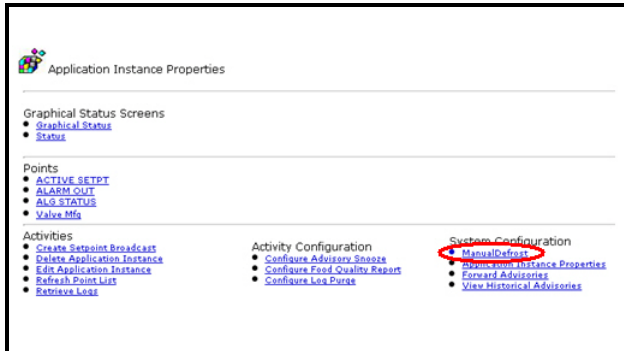 Application Instance Properties
Graphical Status Screens
Graphical Status
Status
Points
ACTIVE SETPT
ALARM OUT
ALG STATUS
Valve Mfg
Activities
Create Setpoint Broadcast
Delete Application Instance
Edit Application Instance
Refresh Point List
Retrieve Logs
Activity Configuration
Configure Advisory Snooze
Configure Food Quality Report
Configure Log Purge
System Configuration
ManualDefrost
Application Instance Properties
Forward Advisories
View Historical Advisories